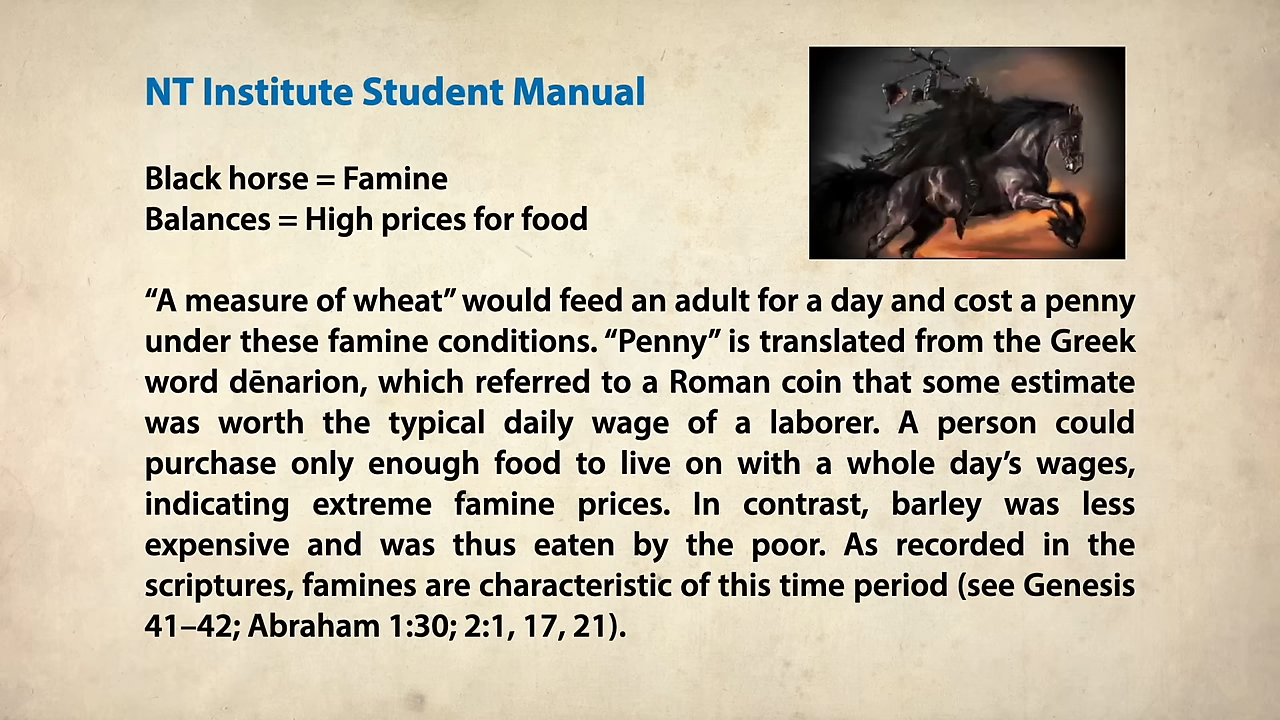 NT Institute Student Manual
Black horse = Famine
Balances = High prices for food
“A measure of wheat” would feed an adult for a day and cost a penny
under these famine conditions. “Penny” is translated from the Greek
word dēnarion, which referred to a Roman coin that some estimate
was worth the typical daily wage of a laborer. A person could
purchase only enough food to live on with a whole day’s wages,
indicating extreme famine prices. In contrast, barley was less
expensive and was thus eaten by the poor. As recorded in the
scriptures, famines are characteristic of this time period (see Genesis
41–42; Abraham 1:30; 2:1, 17, 21).